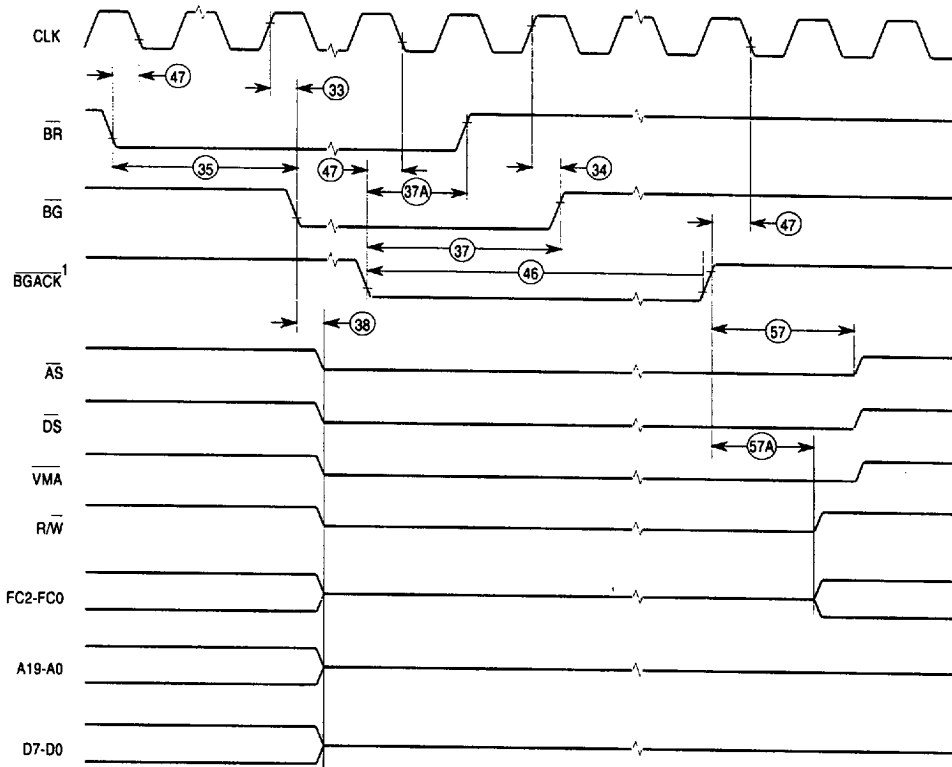 CLK
47
33
BR
35
47
37A
34
BG
37
47
BGACK1
46
38
57
AS
DS
57A
VMA
R/W
FC2-FC0
A19-A0
D7-D0